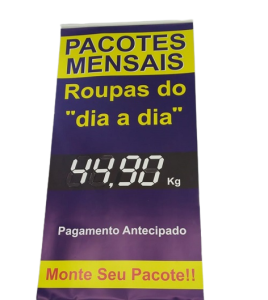 PACOTES
MENSAIS
Roupas do
"dia a dia"
44,90 Kg
Pagamento Antecipado
Monte Seu Pacote!!